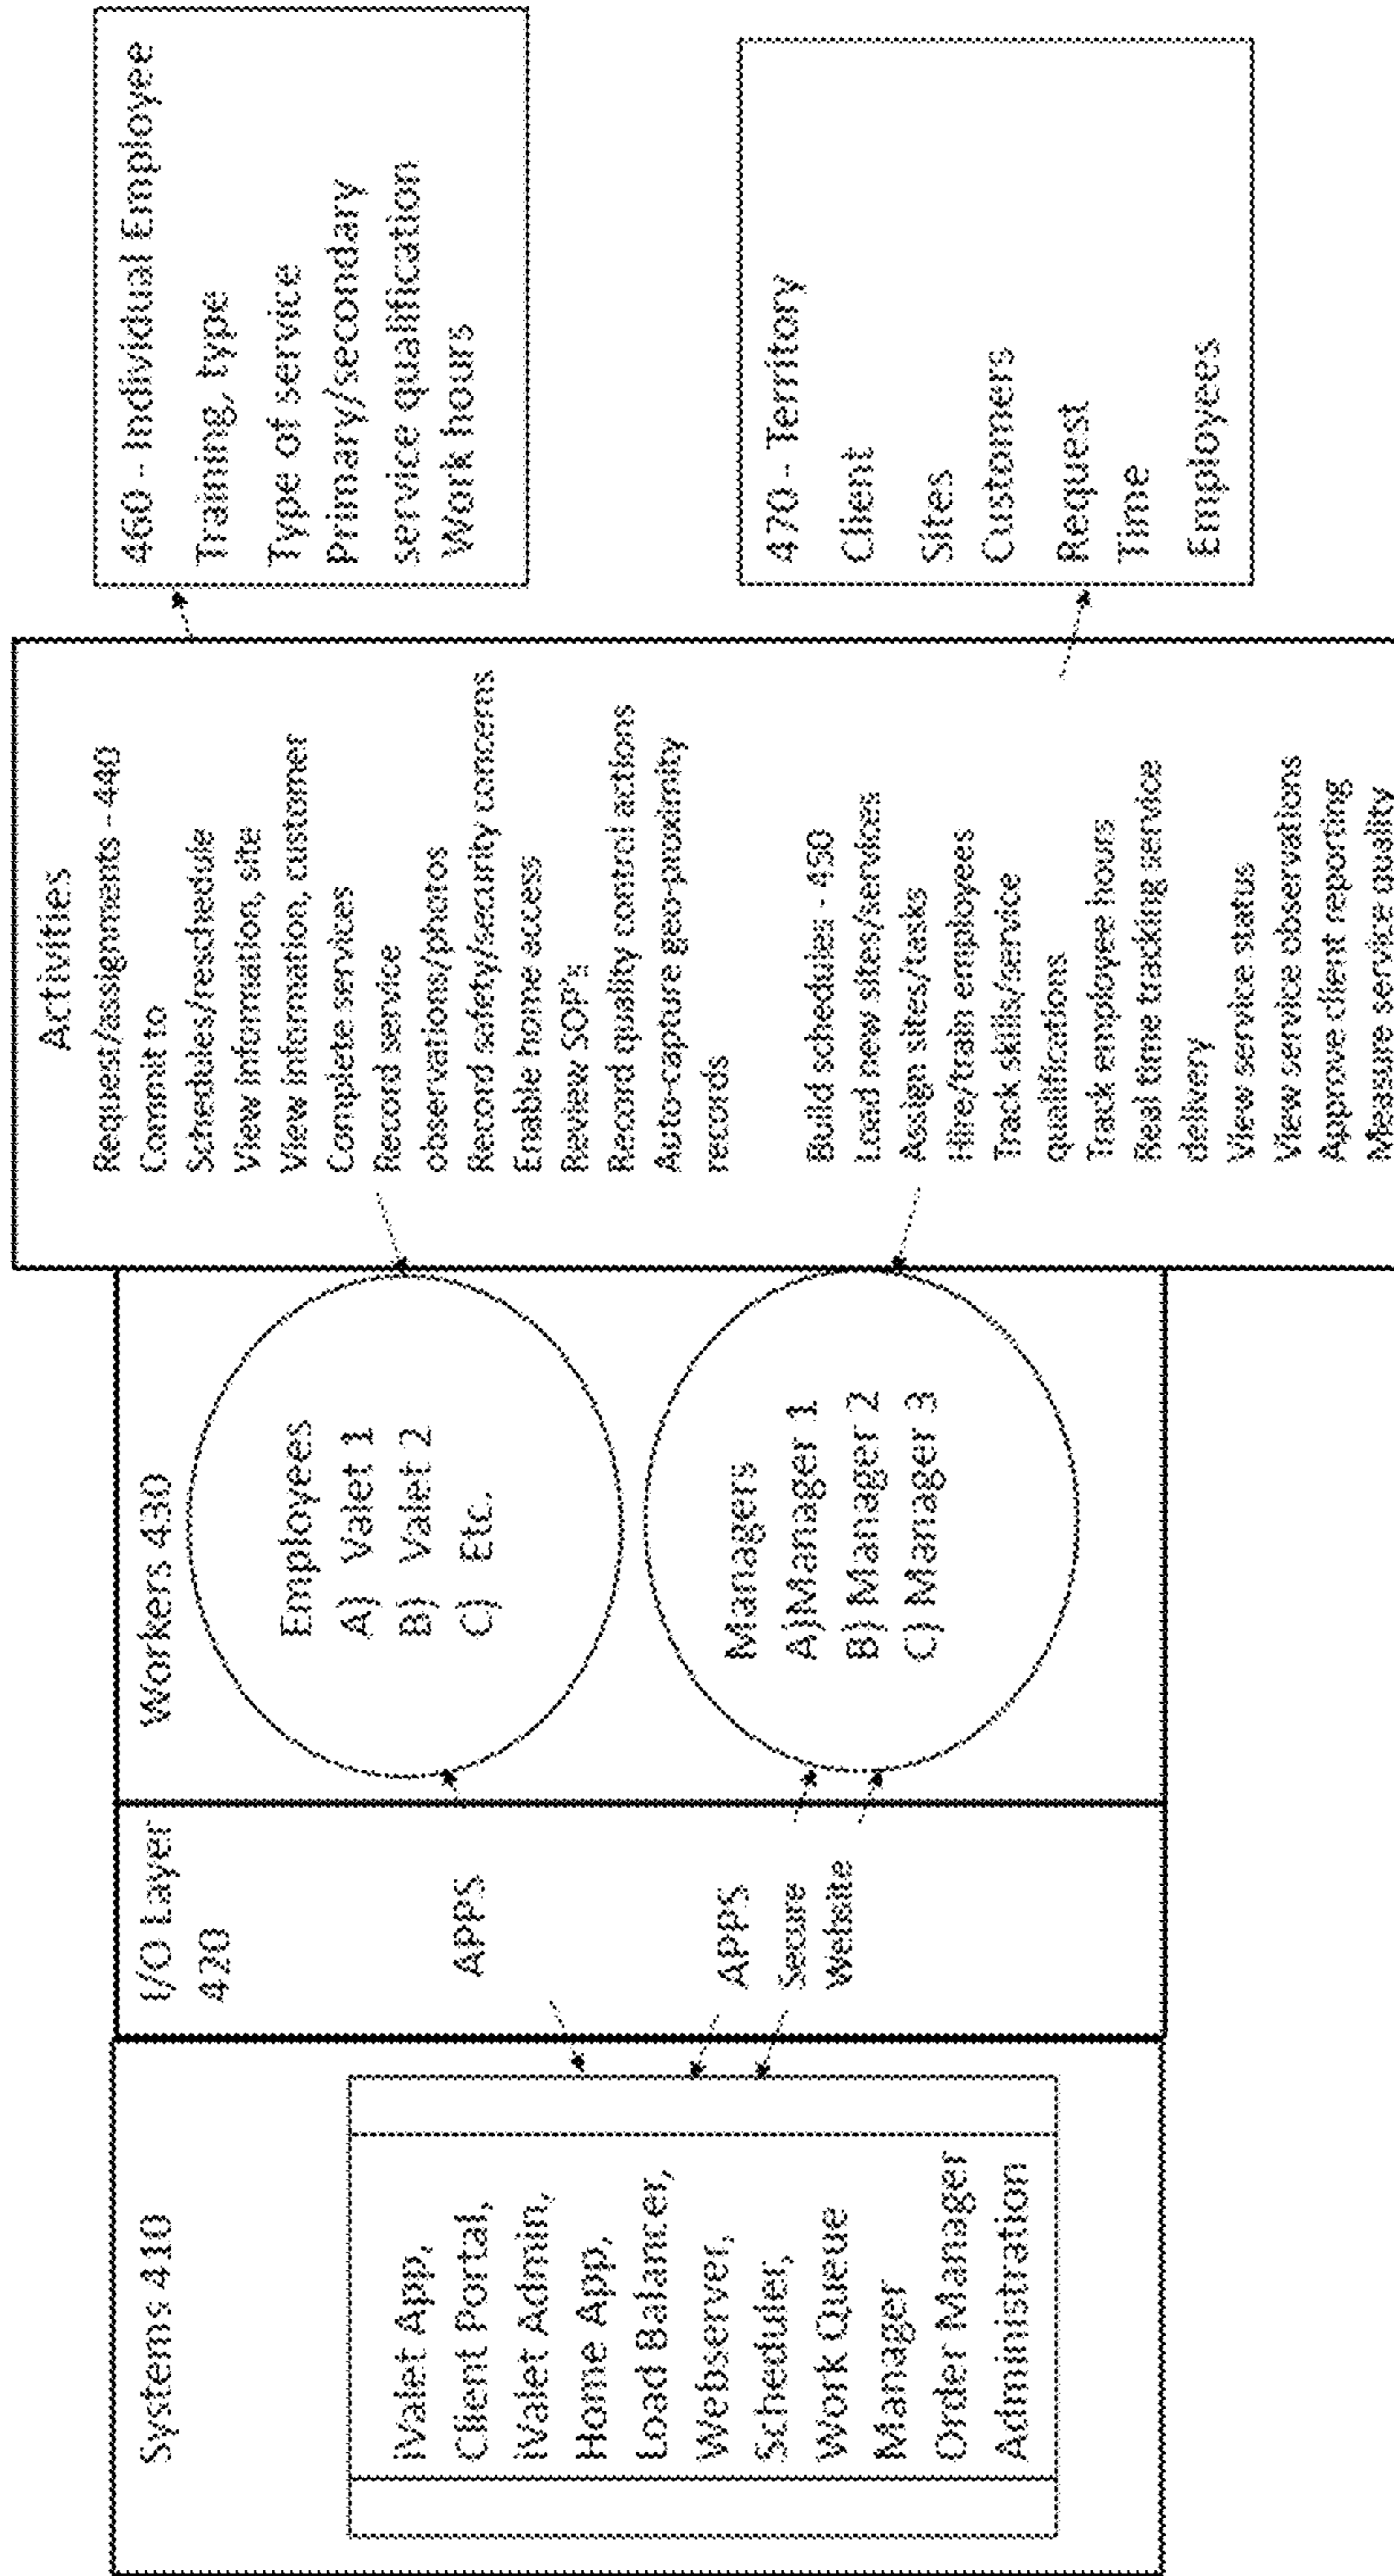 Systems 410
iValet App,
Client Portal,
iValet Admin,
Home App,
Load Balancer,
Webserver,
Scheduler,
Work Queue
Manager
Order Manager
Administration
I/O Layer
420
APPS
APPS
Secure
Website
Workers 430
Employees
A) Valet 1
B) Valet 2
C) Etc.
Managers
A)Manager 1
B) Manager 2
C) Manager 3
Activities
Request/assignments - 440
Commit to
Schedules/reschedule
View information, site
View information, customer
Complete services
Record service
observations/photos
Record safety/security concerns
Enable home access
Review SOP's
Record quality control actions
Auto-capture geo-proximity
records
Build schedules - 450
Load new sites/services
Assign sites/tasks
Hire/train employees
Track skills/service
qualifications
Track employee hours
Real time tracking service
delivery
View service status
View service observations
Approve client reporting
Measure service quality
460 - Individual Employee
Training, type
Type of service
Primary/secondary
service qualification
Work hours
470 - Territory
Client
Sites
Customers
Request
Time
Employees